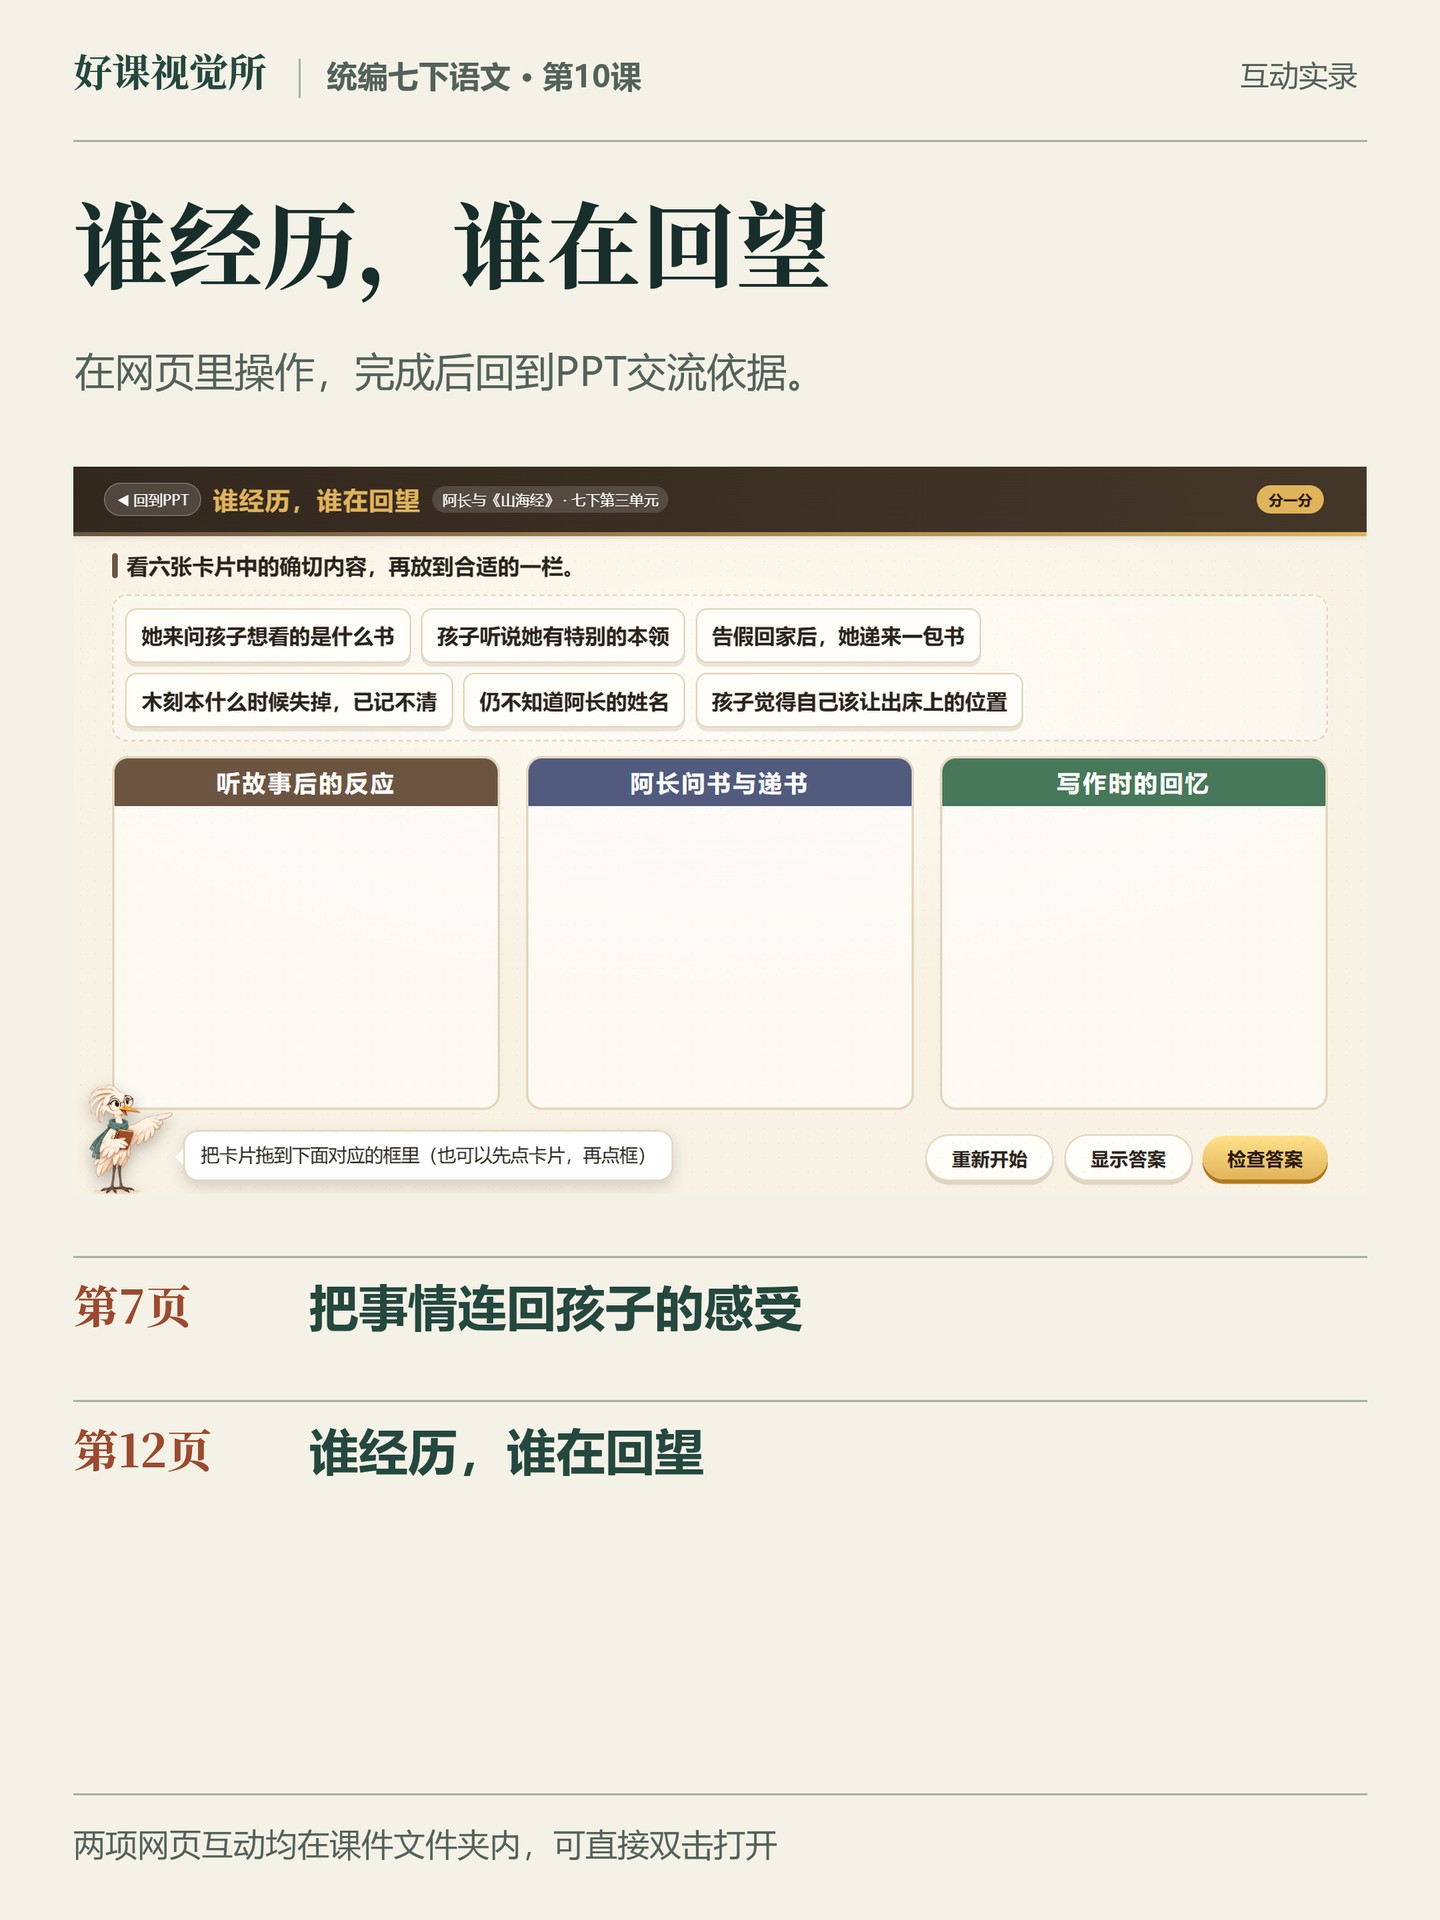 好课视觉所
统编七下语文·第10课
互动实录
谁经历，谁在回望
在网页里操作，完成后回到PPT交流依据。
◀ 回到PPT
谁经历，谁在回望
阿长与《山海经》 · 七下第三单元
分一分
看六张卡片中的确切内容，再放到合适的一栏。
她来问孩子想看的是什么书
孩子听说她有特别的本领
告假回家后，她递来一包书
木刻本什么时候失掉，已记不清
仍不知道阿长的姓名
孩子觉得自己该让出床上的位置
听故事后的反应
阿长问书与递书
写作时的回忆
把卡片拖到下面对应的框里（也可以先点卡片，再点框）
重新开始
显示答案
检查答案
第7页
把事情连回孩子的感受
第12页
谁经历，谁在回望
两项网页互动均在课件文件夹内，可直接双击打开